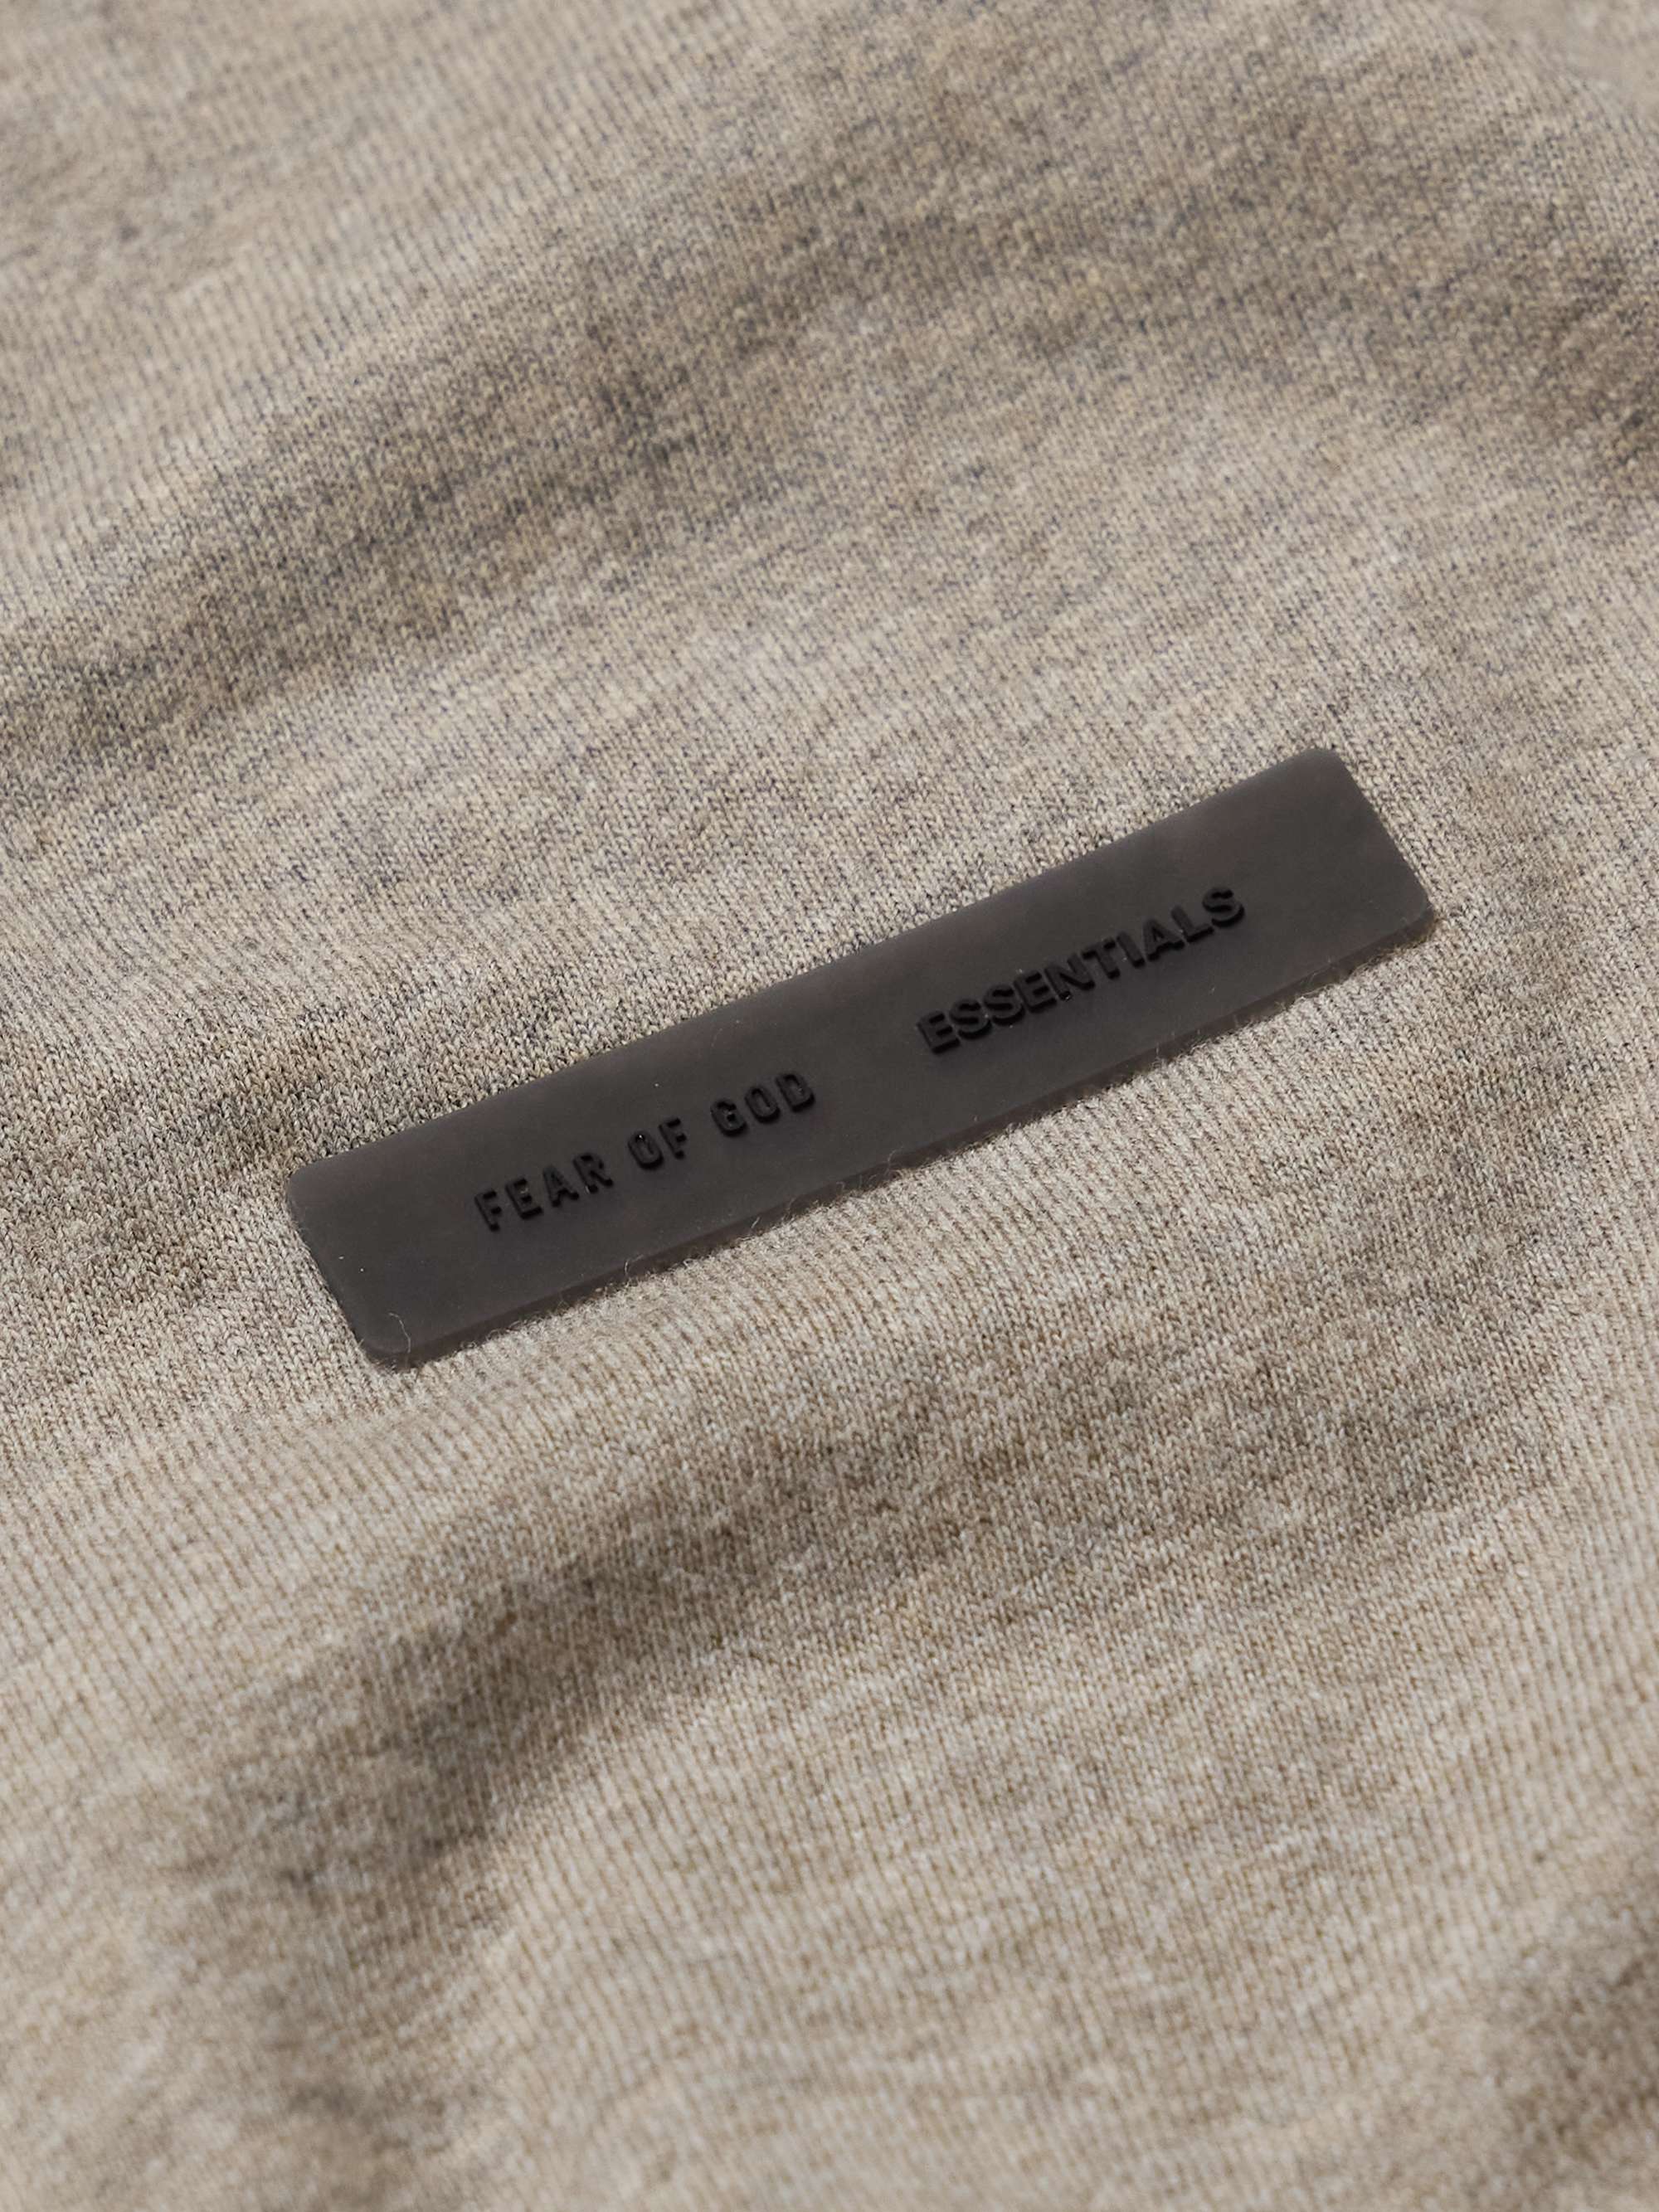 FEAR OF GOD ESSENTIALS